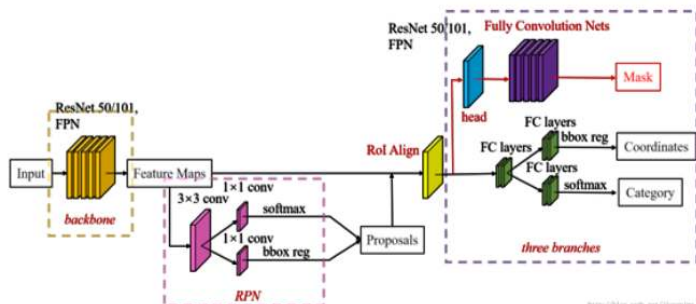 ResNet 50/101,
FPN
Fully Convolution Nets
Mask
head
ResNet 50/101,
FPN
RoI Align
FC layers
bbox reg
Coordinates
FC layers
FC layers
softmax
Category
Input
Feature Maps
backbone
1×1 conv
3×3 conv
softmax
1×1 conv
bbox reg
Proposals
RPN
three branches